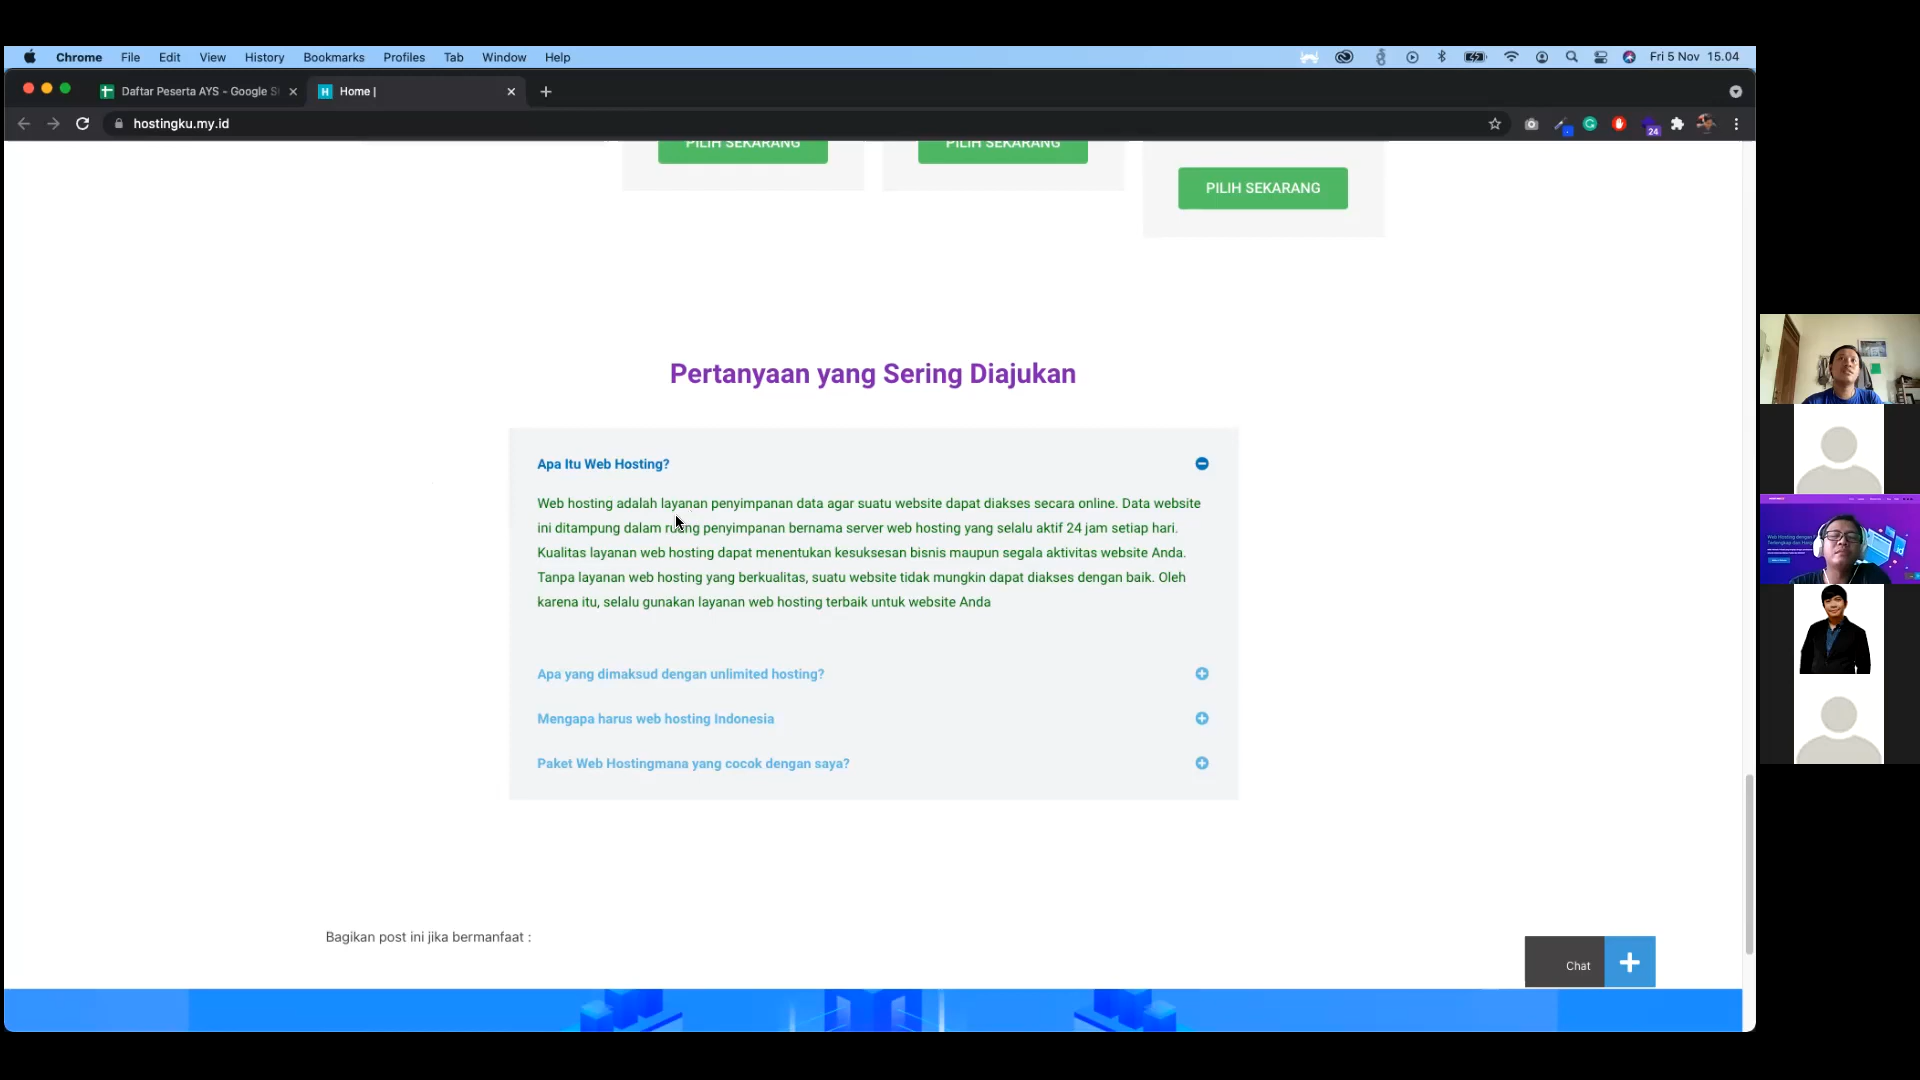 Chrome File Edit View History Bookmarks Profiles Tab Window Help Fri 5 Nov 15.04
Daftar Peserta AYS - Google S
Home |
hostingku.my.id
24
PILIH SEKARANG
PILIH SEKARANG
PILIH SEKARANG
Pertanyaan yang Sering Diajukan
Apa Itu Web Hosting?
Web hosting adalah layanan penyimpanan data agar suatu website dapat diakses secara online. Data website
ini ditampung dalam ruang penyimpanan bernama server web hosting yang selalu aktif 24 jam setiap hari.
Kualitas layanan web hosting dapat menentukan kesuksesan bisnis maupun segala aktivitas website Anda.
Tanpa layanan web hosting yang berkualitas, suatu website tidak mungkin dapat diakses dengan baik. Oleh
karena itu, selalu gunakan layanan web hosting terbaik untuk website Anda
Apa yang dimaksud dengan unlimited hosting?
Mengapa harus web hosting Indonesia
Paket Web Hostingmana yang cocok dengan saya?
Bagikan post ini jika bermanfaat :
Chat